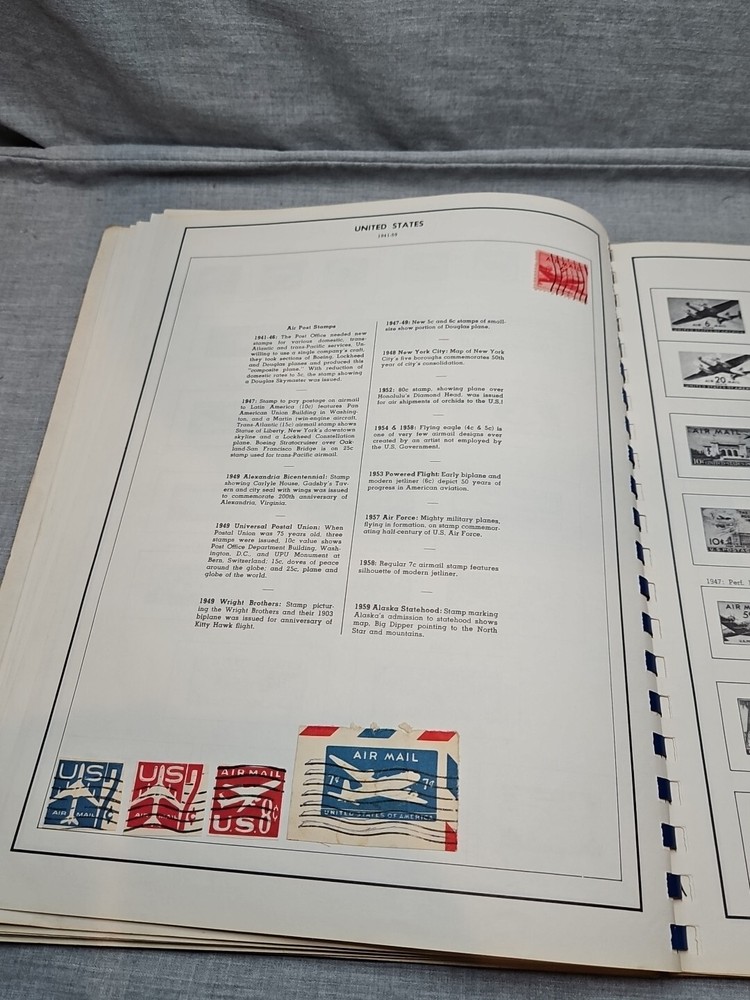 UNITED STATES
1941-59
Air Post Stamps
1941-46: The Post Office needed new
stamps for various domestic, trans-
Atlantic and trans-Pacific services. Un-
willing to use a single company's craft,
they took sections of Boeing, Lockheed
and Douglas planes and produced this
"composite plane." With reduction of
domestic rates to 5c, the stamp showing
a Douglas Skymaster was issued.
1947: Stamp to pay postage on airmail
to Latin America (10c) features Pan
American Union Building in Washing-
ton, and a Martin twin-engine aircraft.
Trans-Atlantic (15c) airmail stamp shows
Statue of Liberty, New York's downtown
skyline and a Lockheed Constellation
plane. Boeing Stratocruiser over Oak-
land-San Francisco Bridge is on 25c
stamp used for trans-Pacific airmail.
1949 Alexandria Bicentennial: Stamp
showing Carlyle House, Gadsby's Tav-
ern and city seal with wings was issued
to commemorate 200th anniversary of
Alexandria, Virginia.
1949 Universal Postal Union: When
Postal Union was 75 years old, three
stamps were issued. 10c value shows
Post Office Department Building, Wash-
ington, D.C., and UPU Monument at
Bern, Switzerland; 15c, doves of peace
around the globe; and 25c, plane and
globe of the world.
1949 Wright Brothers: Stamp pictur-
ing the Wright Brothers and their 1903
biplane was issued for anniversary of
Kitty Hawk flight.
1947-49: New 5c and 6c stamps of small
size show portion of Douglas plane.
1948 New York City: Map of New York
City's five boroughs commemorates 50th
year of city's consolidation.
1952: 80c stamp, showing plane over
Honolulu's Diamond Head, was issued
for air shipments of orchids to the U.S.!
1954 & 1958: Flying eagle (4c & 5c) is
one of very few airmail designs ever
created by an artist not employed by
the U.S. Government.
1953 Powered Flight: Early biplane and
modern jetliner (6c) depict 50 years of
progress in American aviation.
1957 Air Force: Mighty military planes,
flying in formation, on stamp commemor-
ating half-century of U.S. Air Force.
1958: Regular 7c airmail stamp features
silhouette of modern jetliner.
1959 Alaska Statehood: Stamp marking
Alaska's admission to statehood shows
map, Big Dipper pointing to the North
Star and mountains.
US 7¢
AIR MAIL
US 7¢
AIR MAIL
AIR MAIL
8¢
U.S.
AIR MAIL
7¢ 7¢
UNITED STATES OF AMERICA
6
20
AIR MAIL
10¢
1947: Perf.
AIR M